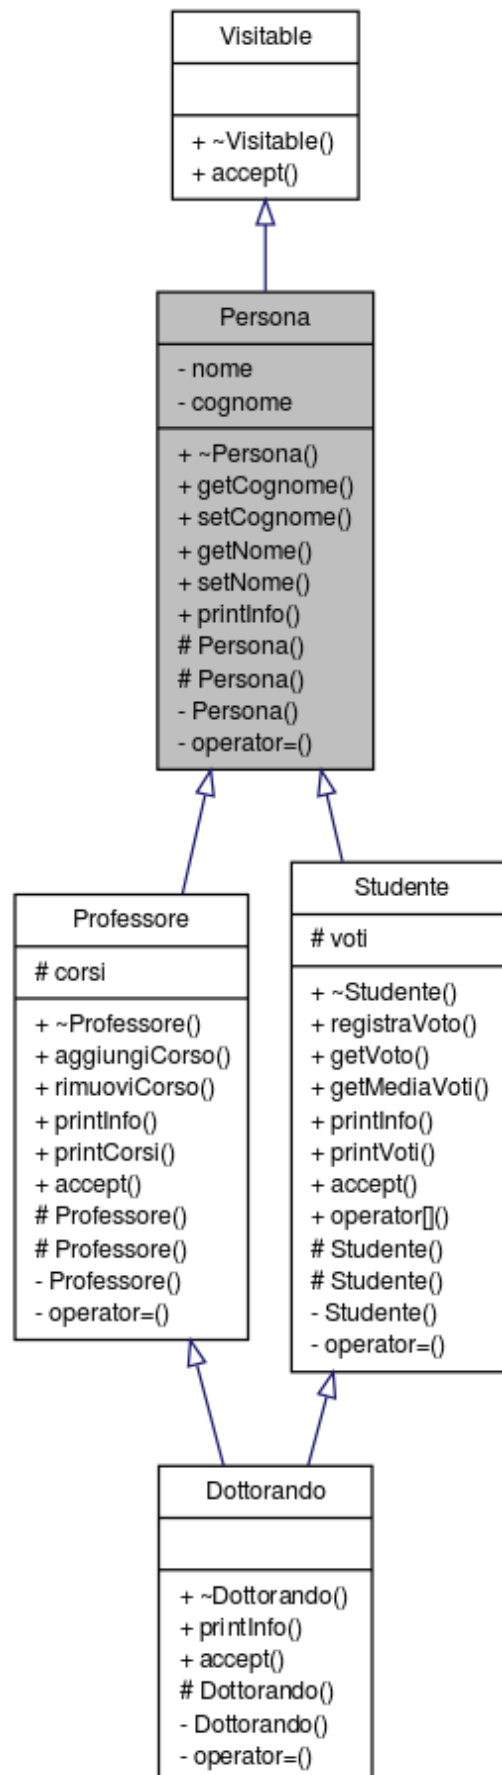 Visitable
+ ~Visitable()
+ accept()
Persona
- nome
- cognome
+ ~Persona()
+ getCognome()
+ setCognome()
+ getNome()
+ setNome()
+ printInfo()
# Persona()
# Persona()
- Persona()
- operator=()
Professore
# corsi
+ ~Professore()
+ aggiungiCorso()
+ rimuoviCorso()
+ printInfo()
+ printCorsi()
+ accept()
# Professore()
# Professore()
- Professore()
- operator=()
Studente
# voti
+ ~Studente()
+ registraVoto()
+ getVoto()
+ getMediaVoti()
+ printInfo()
+ printVoti()
+ accept()
+ operator[]()
# Studente()
# Studente()
- Studente()
- operator=()
Dottorando
+ ~Dottorando()
+ printInfo()
+ accept()
# Dottorando()
- Dottorando()
- operator=()